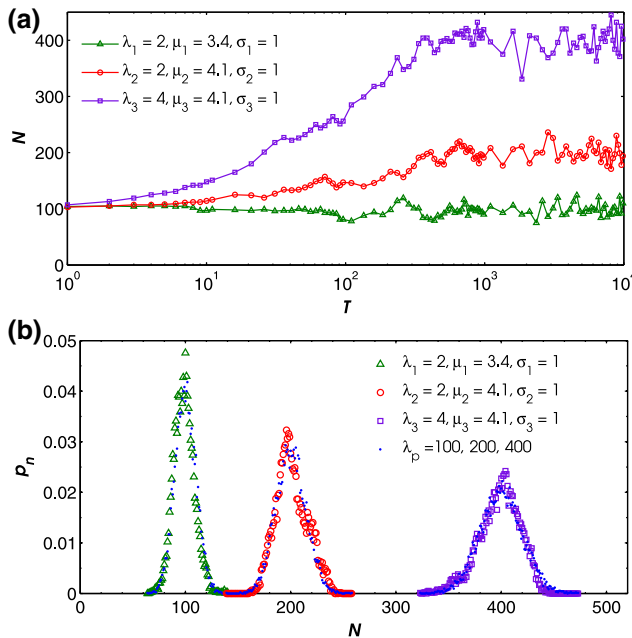 (a)
400
300
200
100
0
N
λ1 = 2, μ1 = 3.4, σ1 = 1
λ2 = 2, μ2 = 4.1, σ2 = 1
λ3 = 4, μ3 = 4.1, σ3 = 1
10^0 10^1 10^2 10^3 10^4
T
(b)
0.05
0.04
0.03
0.02
0.01
0
p_n
λ1 = 2, μ1 = 3.4, σ1 = 1
λ2 = 2, μ2 = 4.1, σ2 = 1
λ3 = 4, μ3 = 4.1, σ3 = 1
λp =100, 200, 400
0 100 200 300 400 500
N